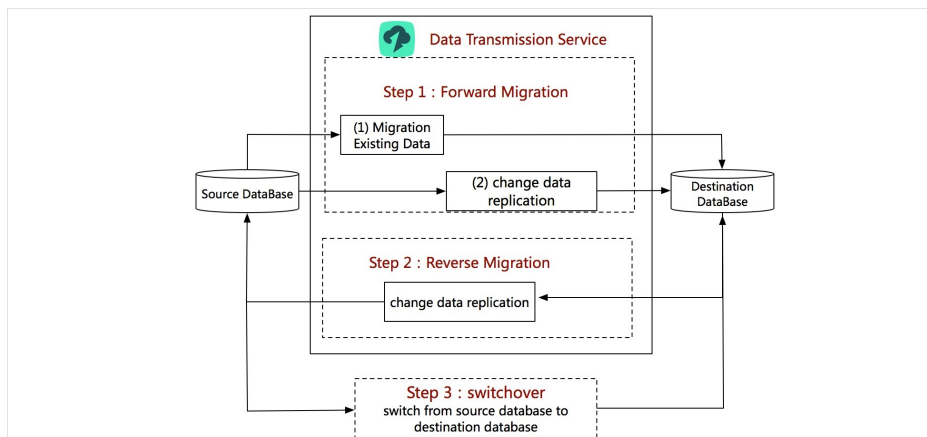 Data Transmission Service
Step 1 : Forward Migration
(1) Migration
Existing Data
Source DataBase
(2) change data
replication
Destination
DataBase
Step 2 : Reverse Migration
change data replication
Step 3 : switchover
switch from source database to
destination database